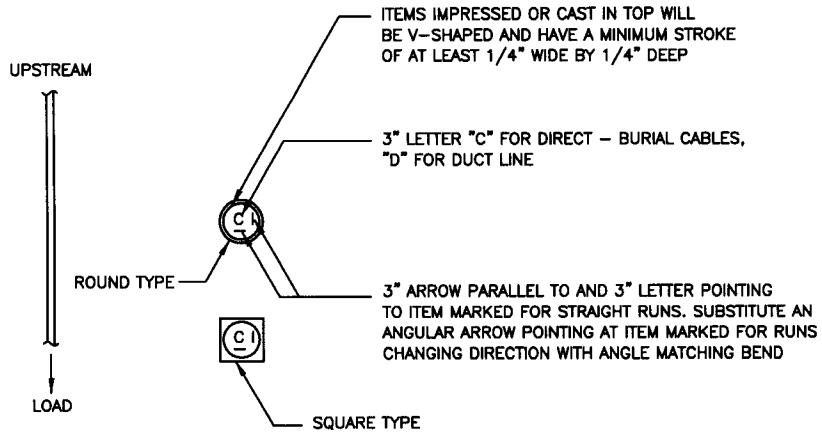 ITEMS IMPRESSED OR CAST IN TOP WILL
BE V-SHAPED AND HAVE A MINIMUM STROKE
OF AT LEAST 1/4" WIDE BY 1/4" DEEP
UPSTREAM
3" LETTER "C" FOR DIRECT - BURIAL CABLES,
"D" FOR DUCT LINE
C I
ROUND TYPE
3" ARROW PARALLEL TO AND 3" LETTER POINTING
TO ITEM MARKED FOR STRAIGHT RUNS. SUBSTITUTE AN
ANGULAR ARROW POINTING AT ITEM MARKED FOR RUNS
CHANGING DIRECTION WITH ANGLE MATCHING BEND
C I
LOAD
SQUARE TYPE